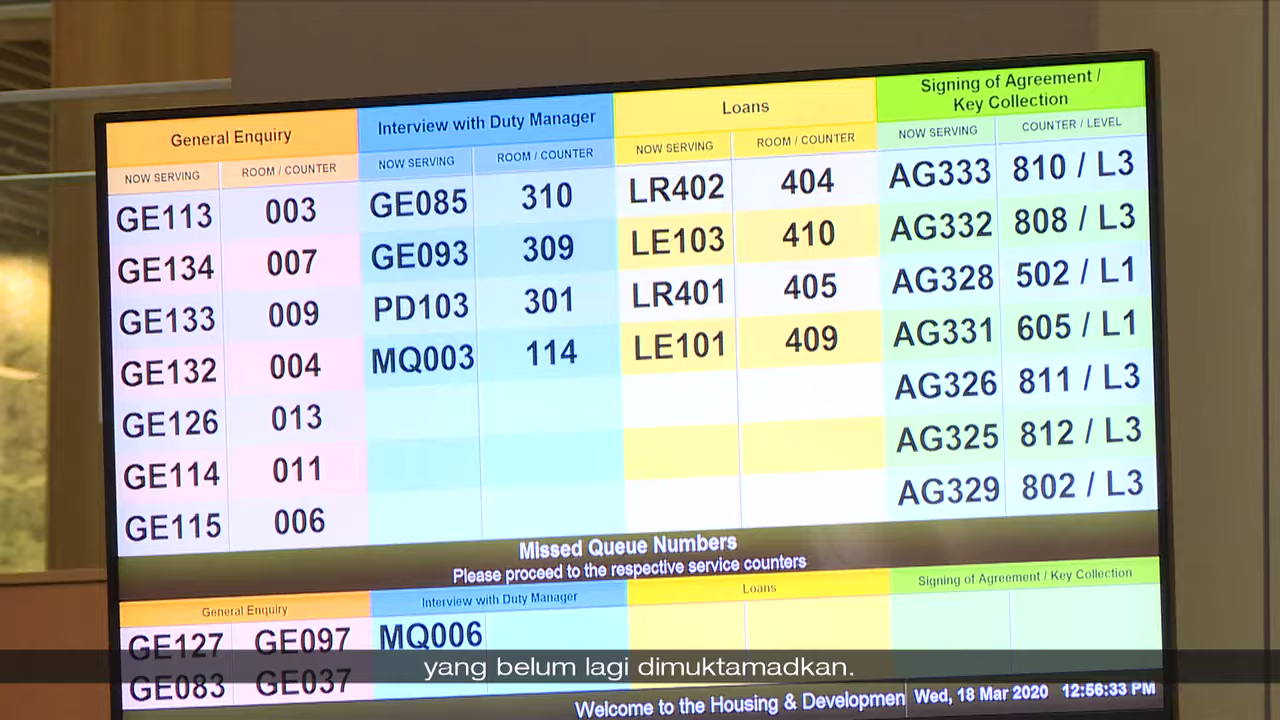 General Enquiry
Interview with Duty Manager
Loans
Signing of Agreement /
Key Collection
NOW SERVING ROOM / COUNTER NOW SERVING ROOM / COUNTER NOW SERVING ROOM / COUNTER NOW SERVING COUNTER / LEVEL
GE113 003 GE085 310 LR402 404 AG333 810 / L3
GE134 007 GE093 309 LE103 410 AG332 808 / L3
GE133 009 PD103 301 LR401 405 AG328 502 / L1
GE132 004 MQ003 114 LE101 409 AG331 605 / L1
GE126 013 AG326 811 / L3
GE114 011 AG325 812 / L3
GE115 006 AG329 802 / L3
Missed Queue Numbers
Please proceed to the respective service counters
General Enquiry Interview with Duty Manager Loans Signing of Agreement / Key Collection
GE127 GE097 MQ006
GE083 GE037
yang belum lagi dimuktamadkan.
Welcome to the Housing & Developmen Wed, 18 Mar 2020 12:56:33 PM